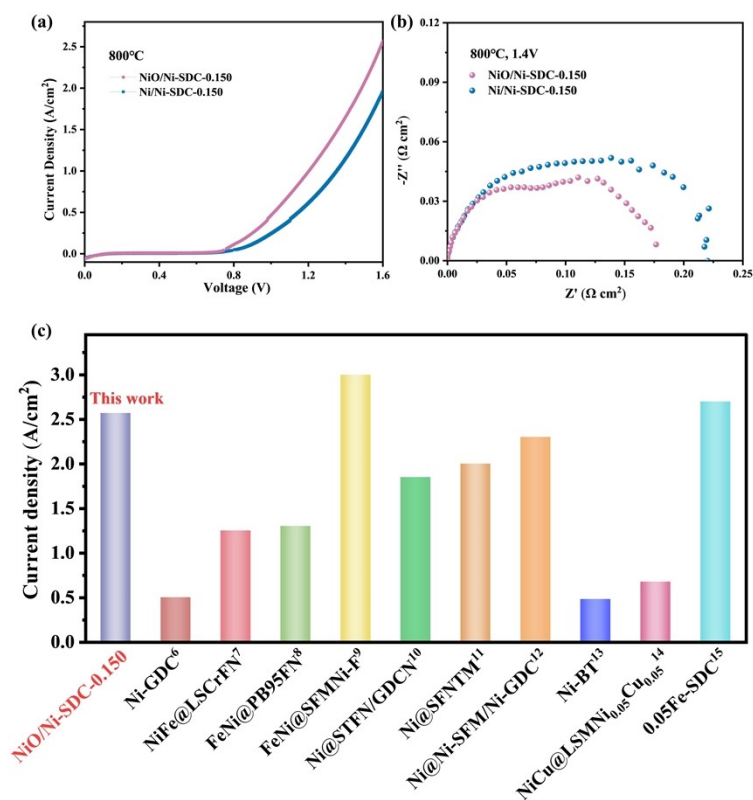 (a)
800℃
NiO/Ni-SDC-0.150
Ni/Ni-SDC-0.150
Current Density (A/cm²)
2.5
2.0
1.5
1.0
0.5
0.0
0.0 0.4 0.8 1.2 1.6
Voltage (V)
(b)
800℃, 1.4V
NiO/Ni-SDC-0.150
Ni/Ni-SDC-0.150
-Z'' (Ω cm²)
0.12
0.09
0.06
0.03
0.00
0.00 0.05 0.10 0.15 0.20 0.25
Z' (Ω cm²)
(c)
This work
Current density (A/cm²)
3.0
2.5
2.0
1.5
1.0
0.5
0.0
NiO/Ni-SDC-0.150
Ni-GDC⁶
NiFe@LSCrFN⁷
FeNi@PB95FN⁸
FeNi@SFMNi-F⁹
Ni@STFN/GDCN¹⁰
Ni@SFNTM¹¹
Ni@Ni-SFM/Ni-GDC¹²
Ni-BT¹³
NiCu@LSMNi₀.₀₅Cu₀.₀₅¹⁴
0.05Fe-SDC¹⁵